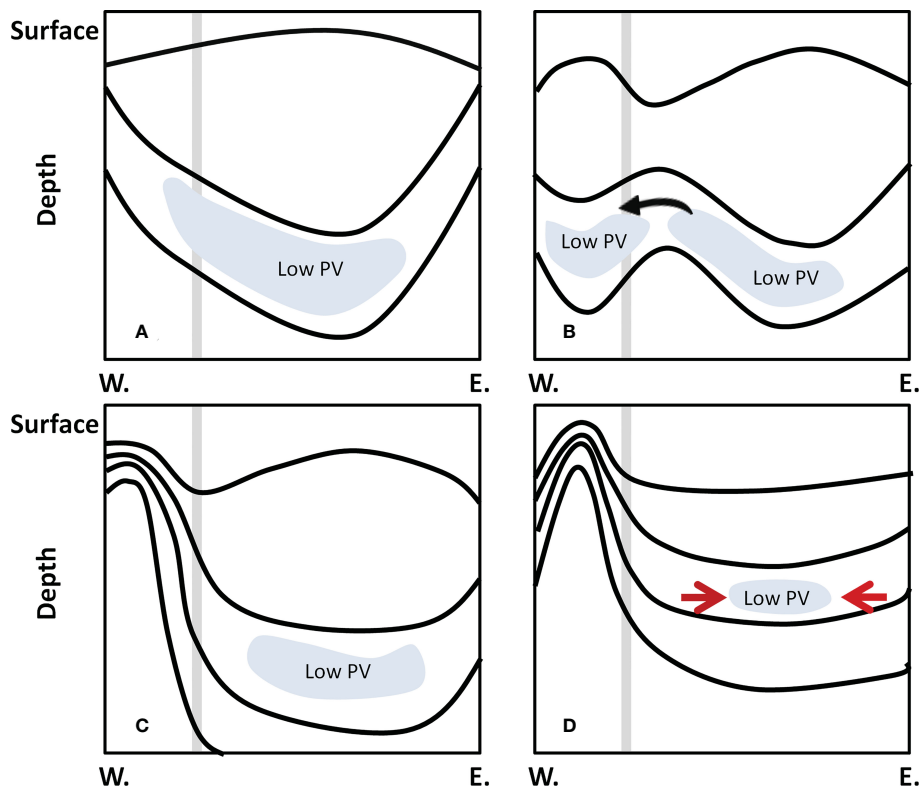 Surface
Depth
Low PV
A
W.
E.
Low PV
Low PV
B
W.
E.
Surface
Depth
Low PV
C
W.
E.
Low PV
D
W.
E.